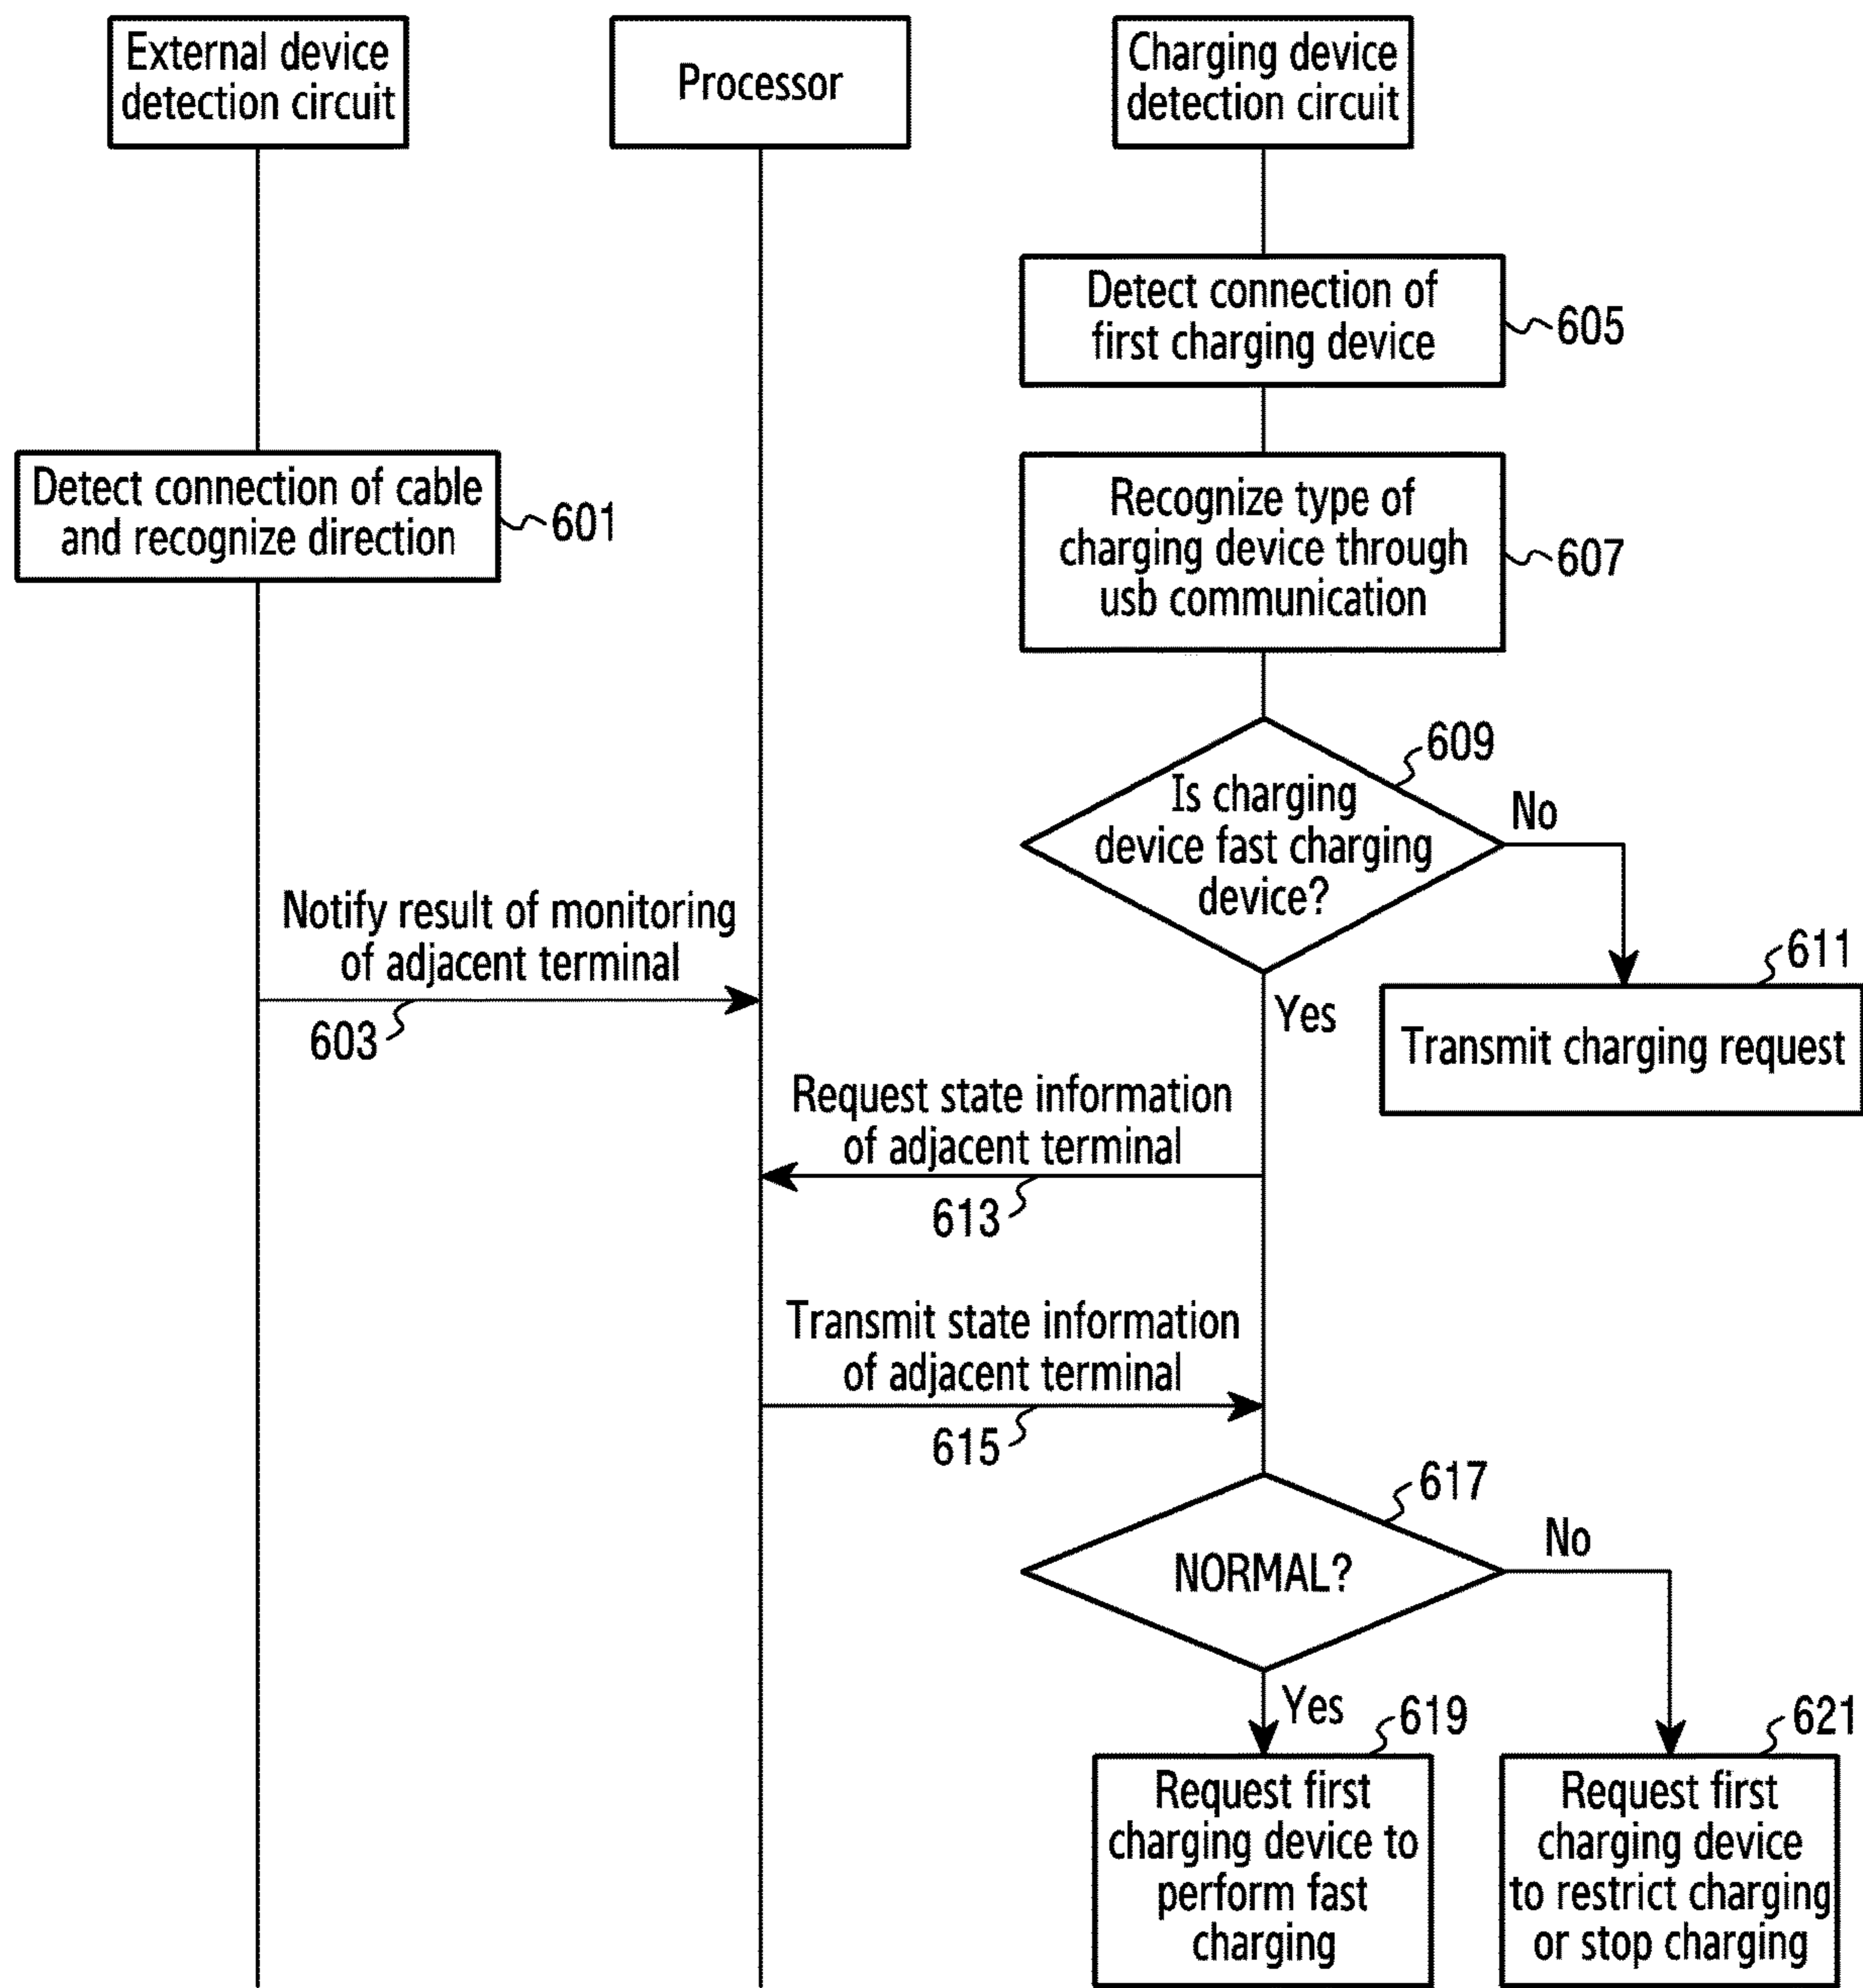 External device
detection circuit
Processor
Charging device
detection circuit
Detect connection of
first charging device
605
Detect connection of cable
and recognize direction
601
Recognize type of
charging device through
usb communication
607
609
Is charging
device fast charging
device?
No
Yes
611
Transmit charging request
Notify result of monitoring
of adjacent terminal
603
Request state information
of adjacent terminal
613
Transmit state information
of adjacent terminal
615
617
NORMAL?
No
Yes
619
Request first
charging device to
perform fast
charging
621
Request first
charging device
to restrict charging
or stop charging